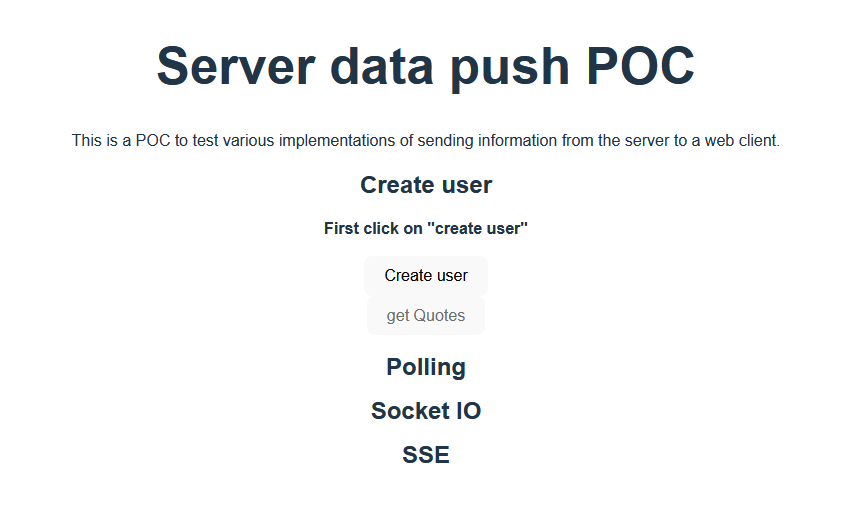 Server data push POC
This is a POC to test various implementations of sending information from the server to a web client.
Create user
First click on "create user"
Create user
get Quotes
Polling
Socket IO
SSE